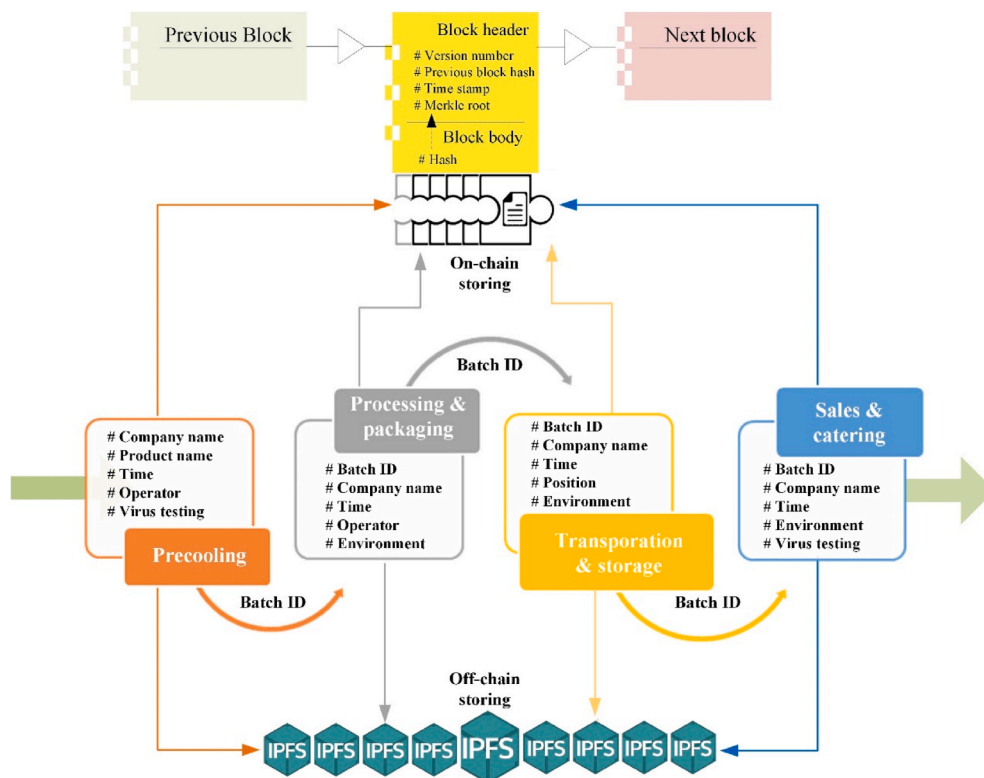 Previous Block
Block header
# Version number
# Previous block hash
# Time stamp
# Merkle root
Block body
# Hash
Next block
On-chain
storing
Batch ID
# Company name
# Product name
# Time
# Operator
# Virus testing
Precooling
Batch ID
Processing &
packaging
# Batch ID
# Company name
# Time
# Operator
# Environment
# Batch ID
# Company name
# Time
# Position
# Environment
Transporation
& storage
Batch ID
Sales &
catering
# Batch ID
# Company name
# Time
# Environment
# Virus testing
Off-chain
storing
IPFS IPFS IPFS IPFS IPFS IPFS IPFS IPFS IPFS